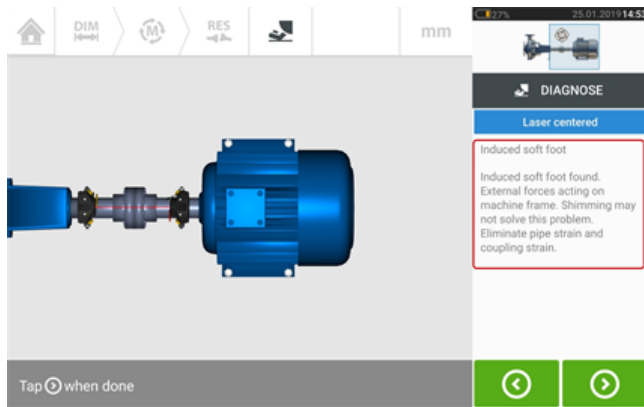 DIM
M
RES
mm
27%
25.01.2019 14:53
DIAGNOSE
Laser centered
Induced soft foot
Induced soft foot found.
External forces acting on
machine frame. Shimming may
not solve this problem.
Eliminate pipe strain and
coupling strain.
Tap when done